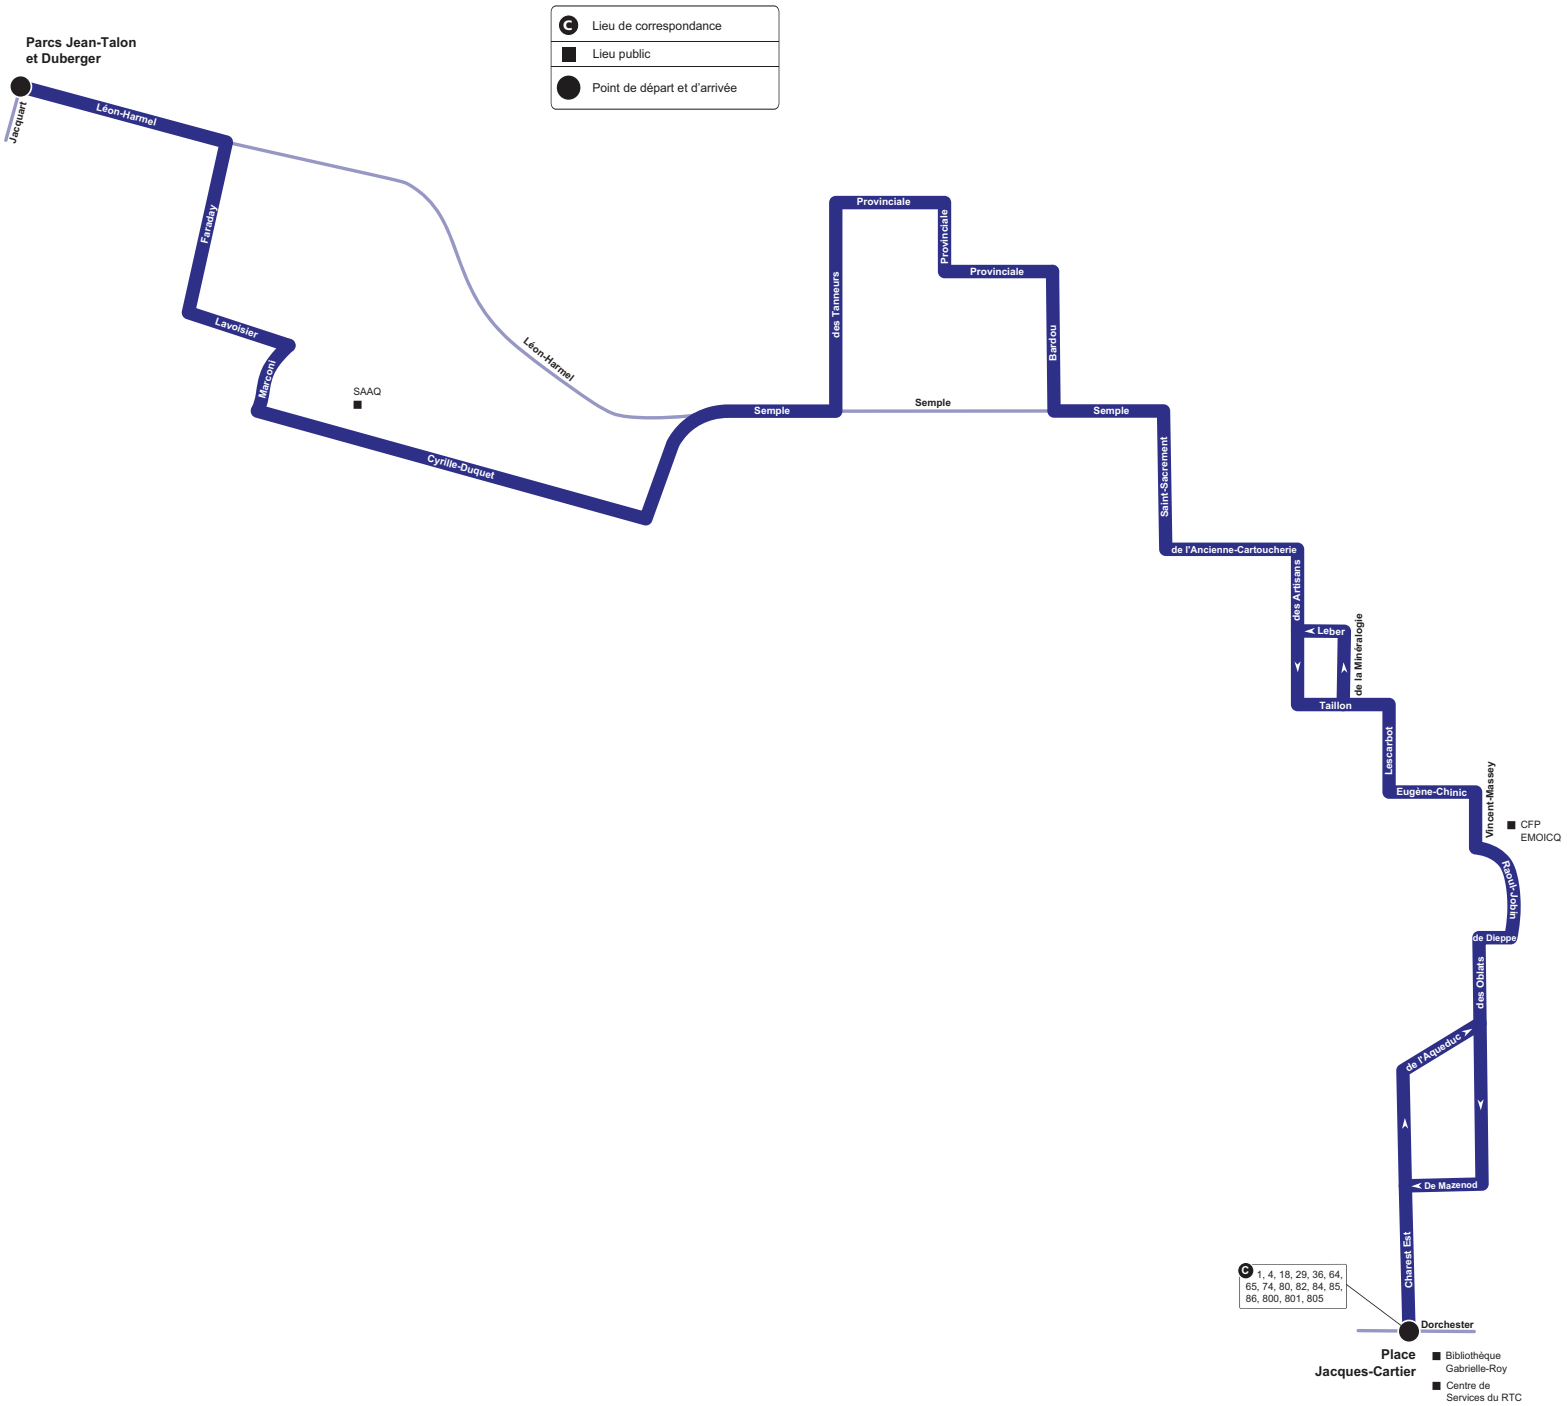 Lieu de correspondance
Lieu public
Point de départ et d'arrivée
C
Parcs Jean-Talon
et Duberger
Jacquart
Léon-Harmel
Faraday
Lavoisier
Marconi
SAAQ
Cyrille-Duquet
Léon-Harmel
Semple
des Tanneurs
Provinciale
Provinciale
Provinciale
Bardou
Semple
Semple
Saint-Sacrement
de l'Ancienne-Cartoucherie
des Artisans
Leber
de la Minéralogie
Taillon
Lescarbot
Eugène-Chinic
Vincent-Massey
CFP
EMOICQ
Raoul-Jobin
de Dieppe
des Oblats
de l'Aqueduc
De Mazenod
Charest Est
C 1, 4, 18, 29, 36, 64,
65, 74, 80, 82, 84, 85,
86, 800, 801, 805
Dorchester
Place
Jacques-Cartier
Bibliothèque
Gabrielle-Roy
Centre de
Services du RTC